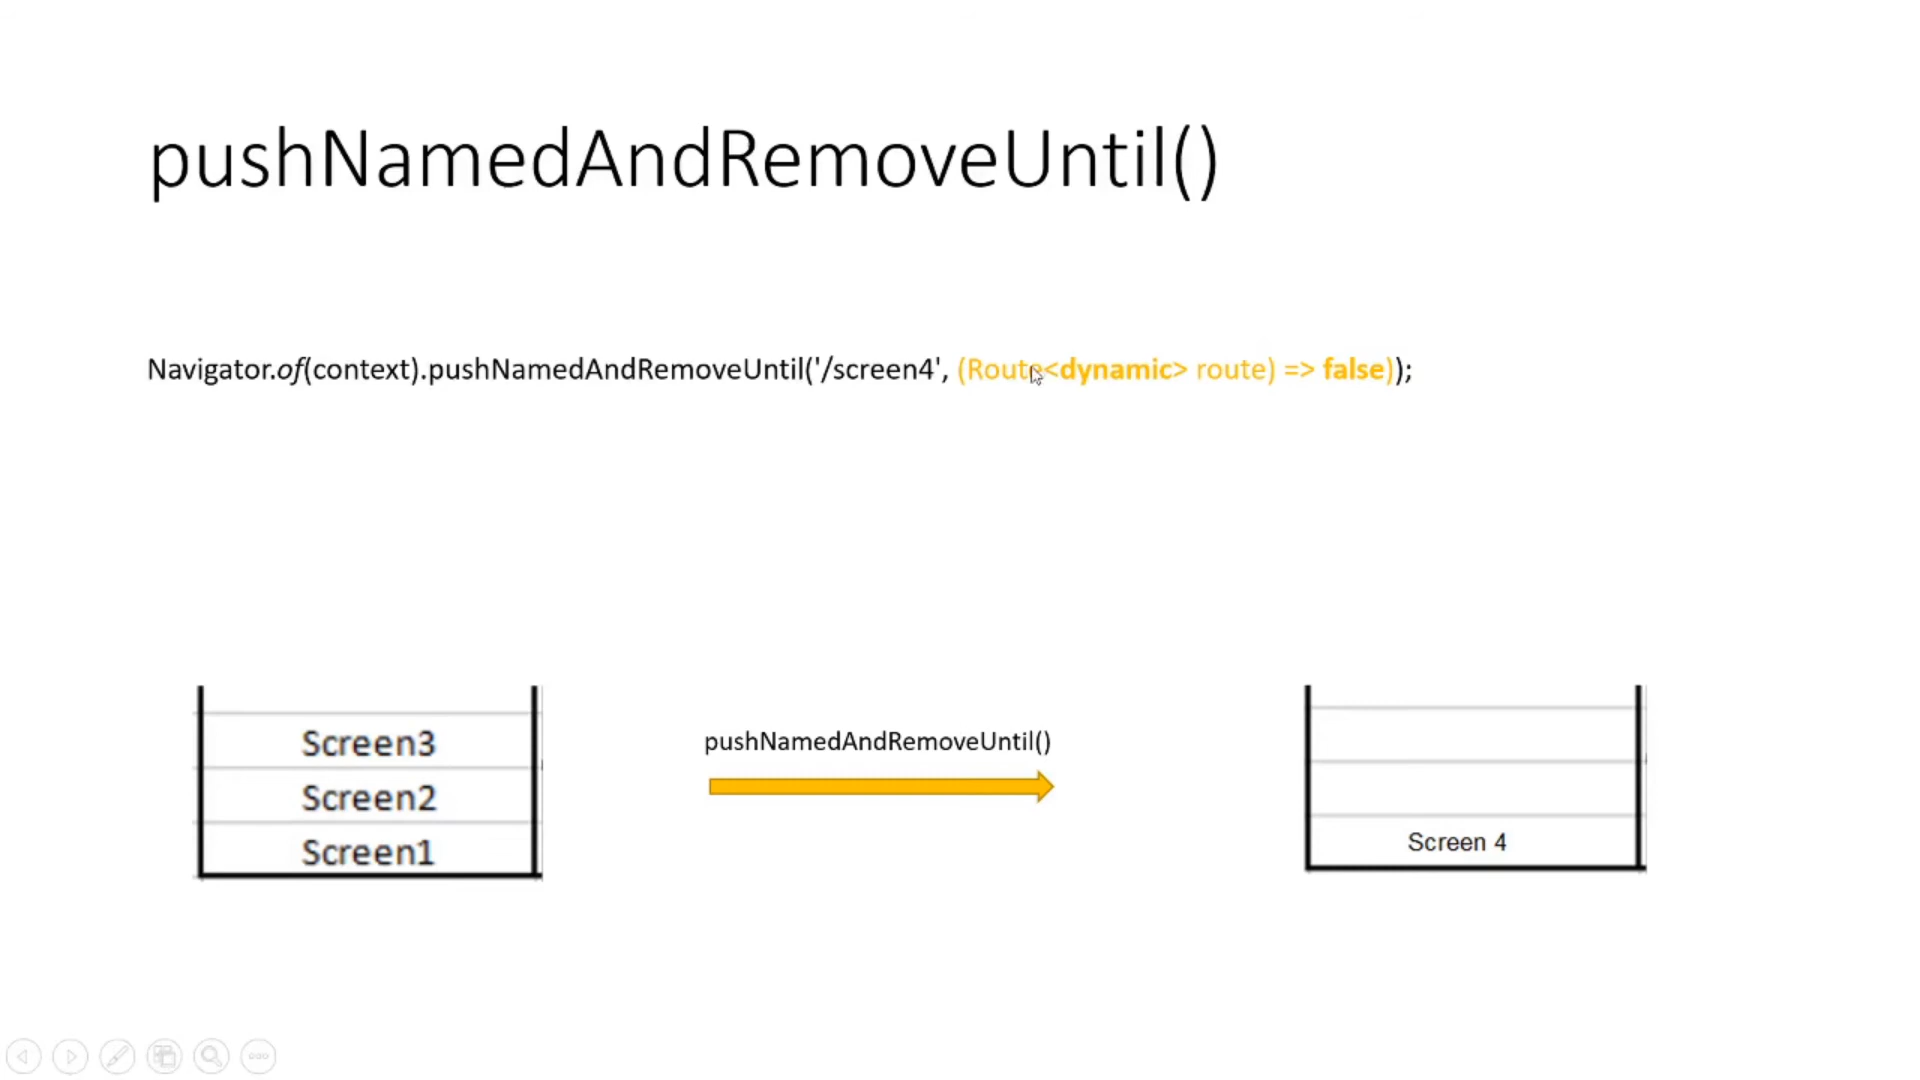 pushNamedAndRemoveUntil()
Navigator.of(context).pushNamedAndRemoveUntil('/screen4', (Route<dynamic> route) => false));
Screen3
Screen2
Screen1
pushNamedAndRemoveUntil()
Screen 4